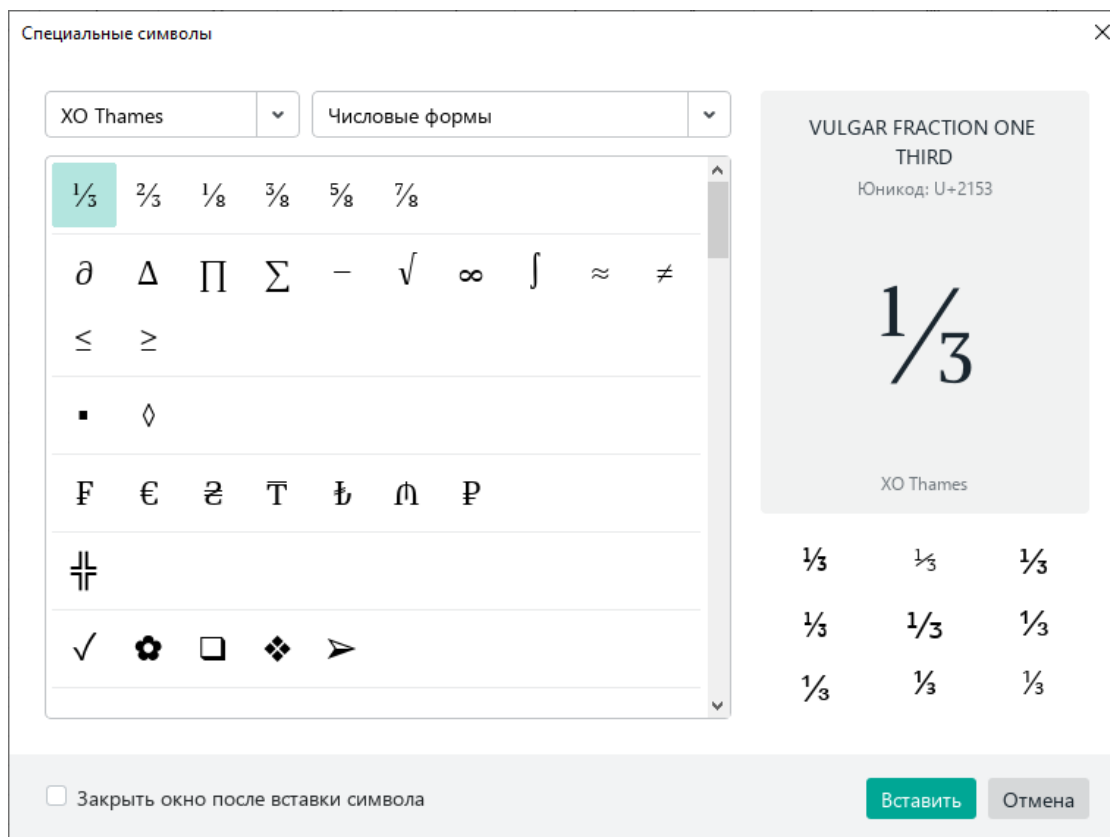 Специальные символы
XO Thames
Числовые формы
⅓ ⅔ ⅛ ⅜ ⅝ ⅞
∂ ∆ ∏ ∑ − √ ∞ ∫ ≈ ≠
≤ ≥
▪ ◊
₣ € ₴ ₸ ₺ ₼ ₽
╬
✓ ✿ ❑ ❖ ➢
VULGAR FRACTION ONE
THIRD
Юникод: U+2153
⅓
XO Thames
⅓ ⅓ ⅓
⅓ ⅓ ⅓
⅓ ⅓ ⅓
Закрыть окно после вставки символа
Вставить
Отмена